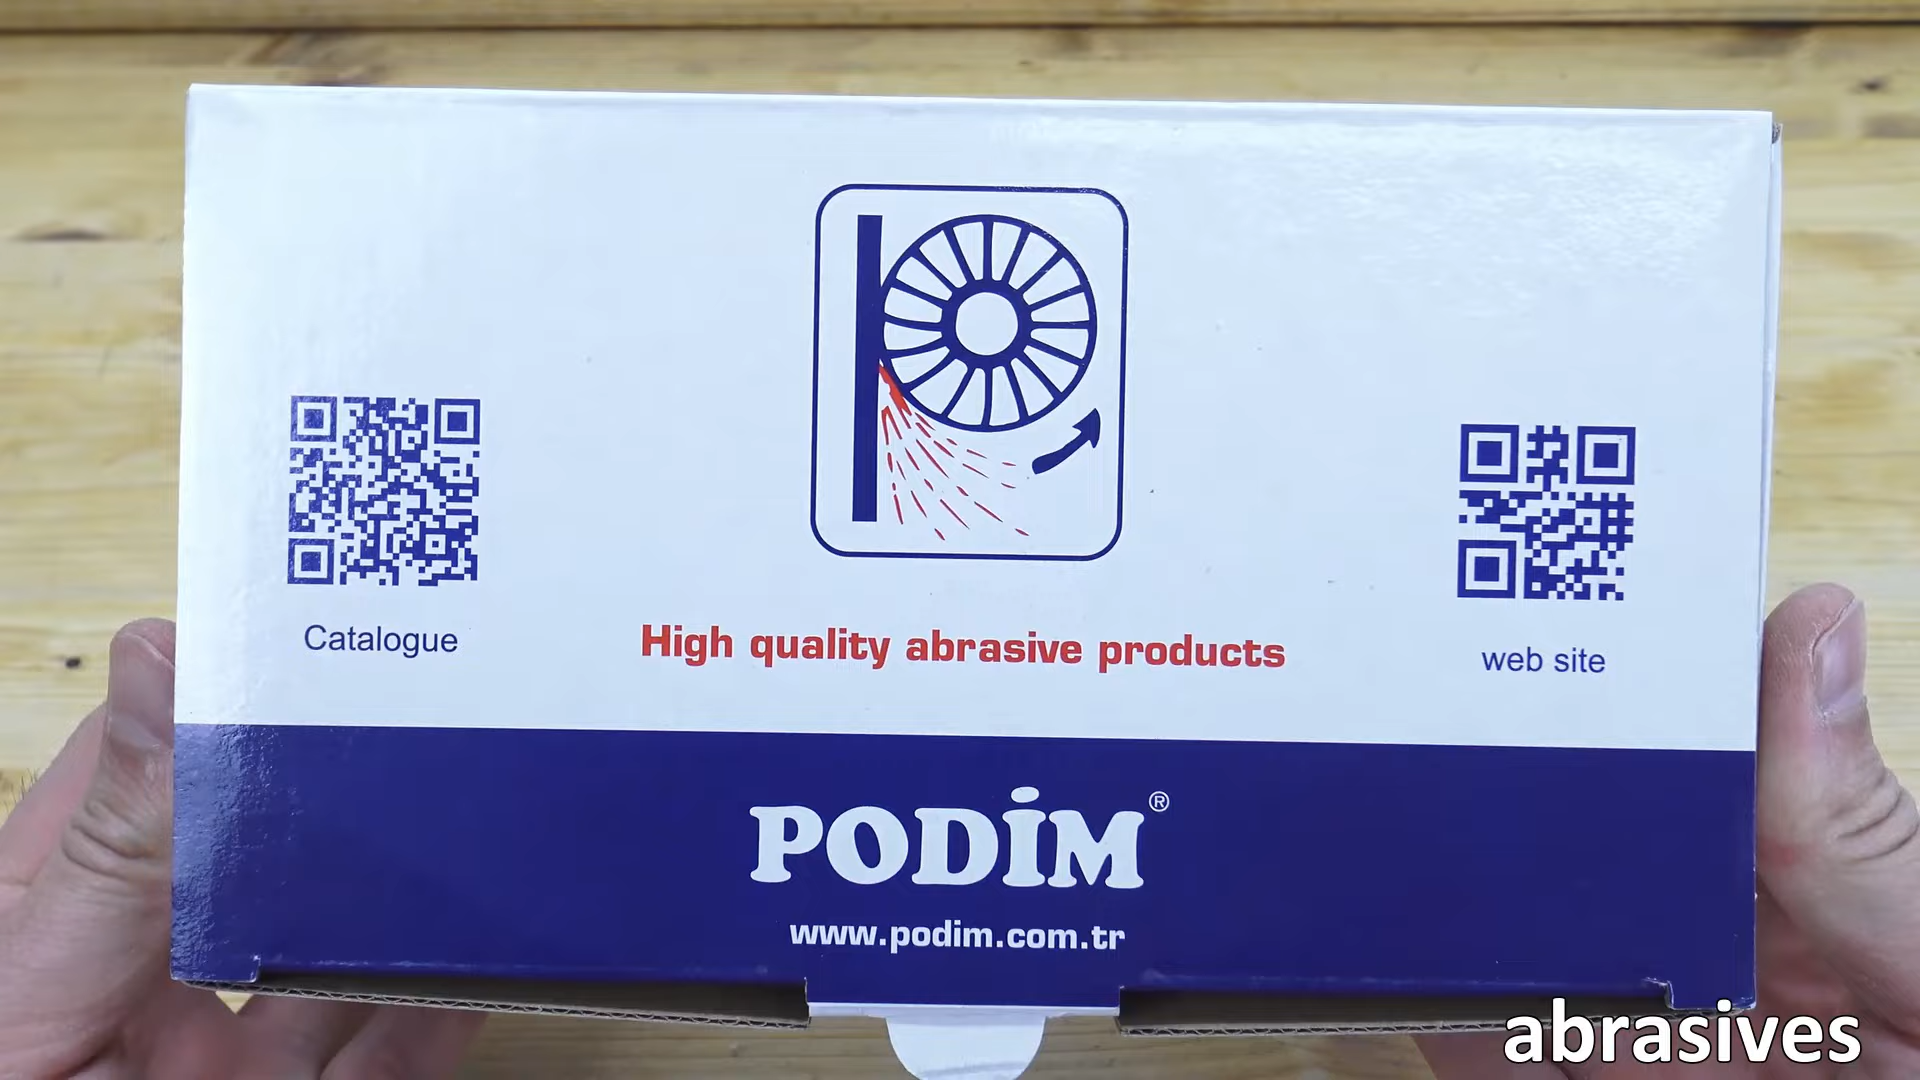 Catalogue
High quality abrasive products
web site
PODİM®
www.podim.com.tr
abrasives